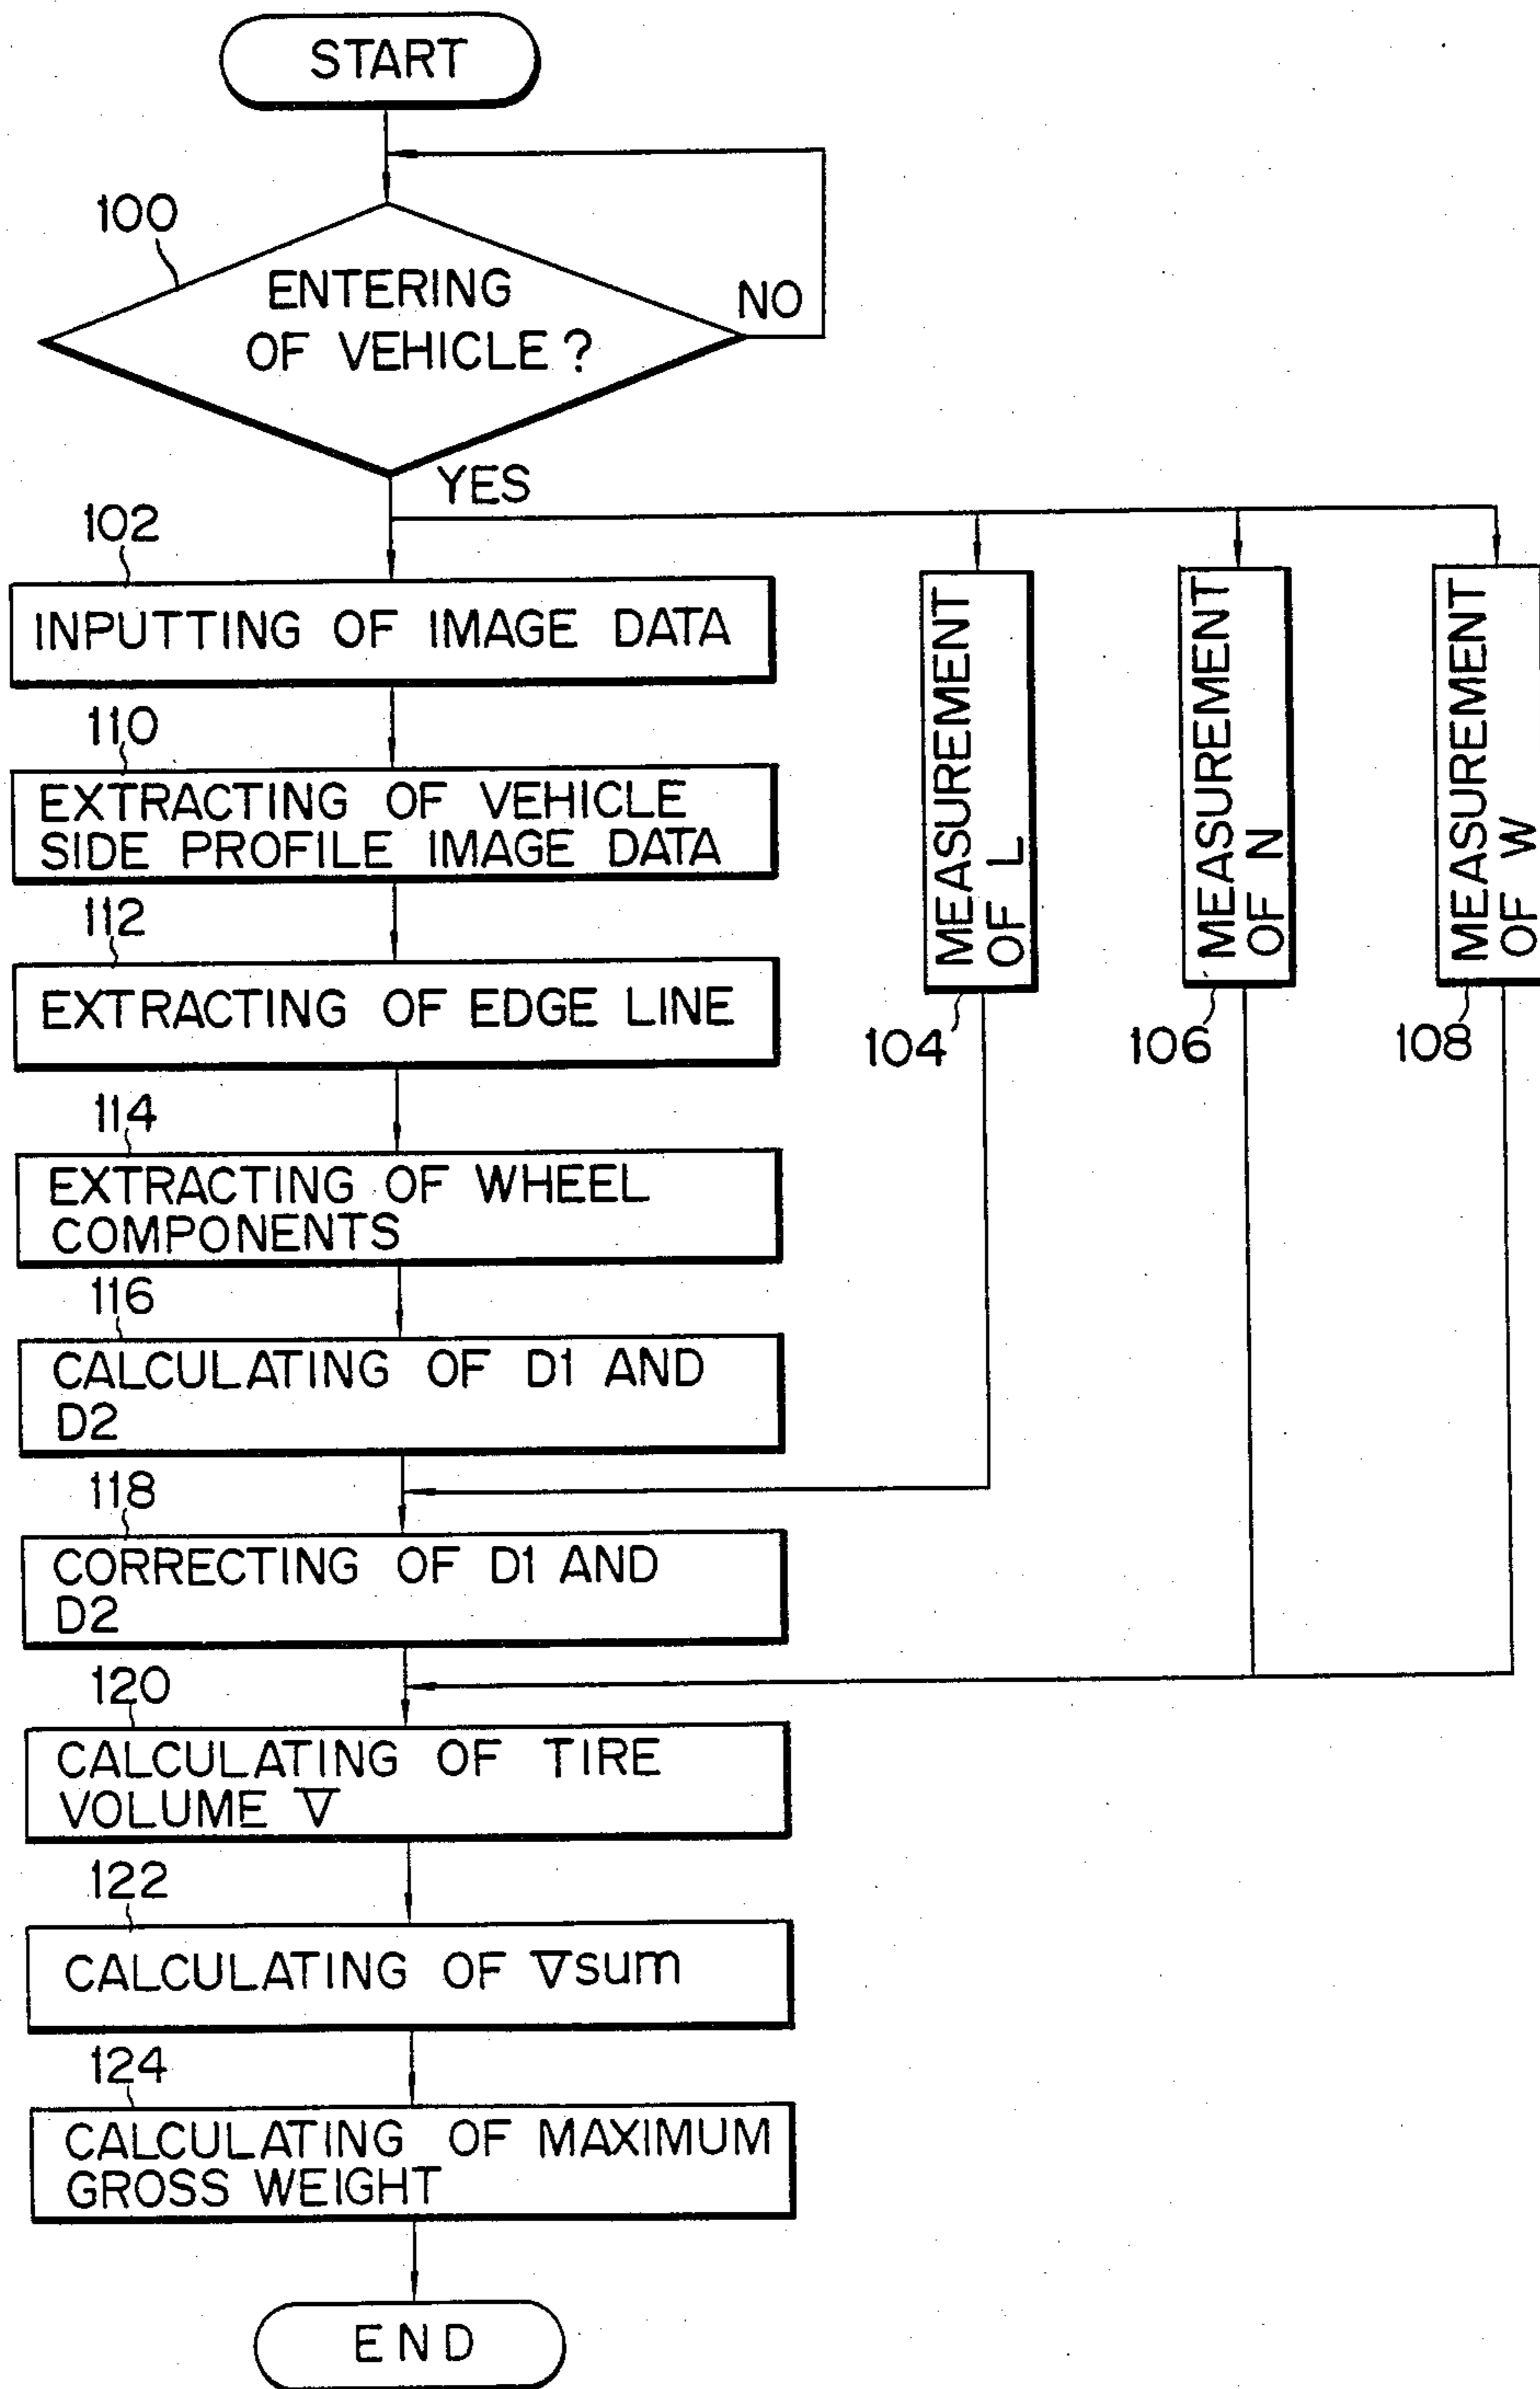 START
100
ENTERING
OF VEHICLE?
NO
YES
102
INPUTTING OF IMAGE DATA
MEASUREMENT
OF L
104
MEASUREMENT
OF N
106
MEASUREMENT
OF W
108
110
EXTRACTING OF VEHICLE
SIDE PROFILE IMAGE DATA
112
EXTRACTING OF EDGE LINE
114
EXTRACTING OF WHEEL
COMPONENTS
116
CALCULATING OF D1 AND
D2
118
CORRECTING OF D1 AND
D2
120
CALCULATING OF TIRE
VOLUME V
122
CALCULATING OF Vsum
124
CALCULATING OF MAXIMUM
GROSS WEIGHT
END